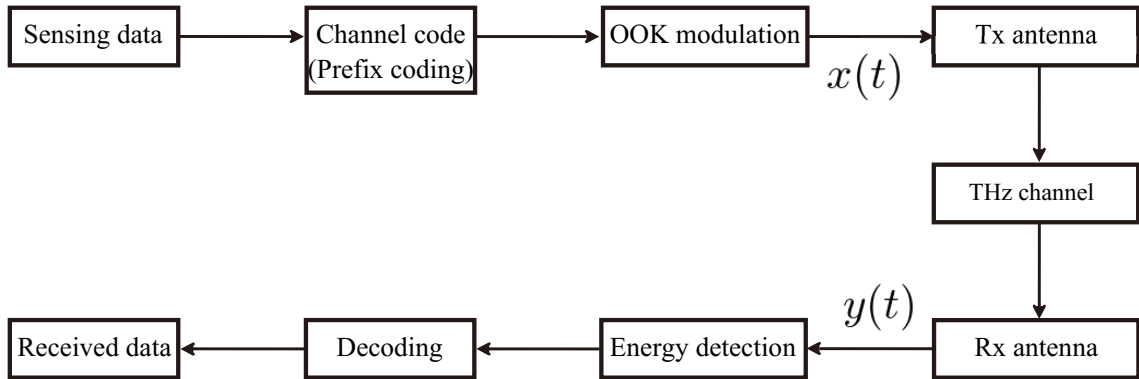 Sensing data
Channel code
(Prefix coding)
OOK modulation
x(t)
Tx antenna
THz channel
Received data
Decoding
Energy detection
y(t)
Rx antenna